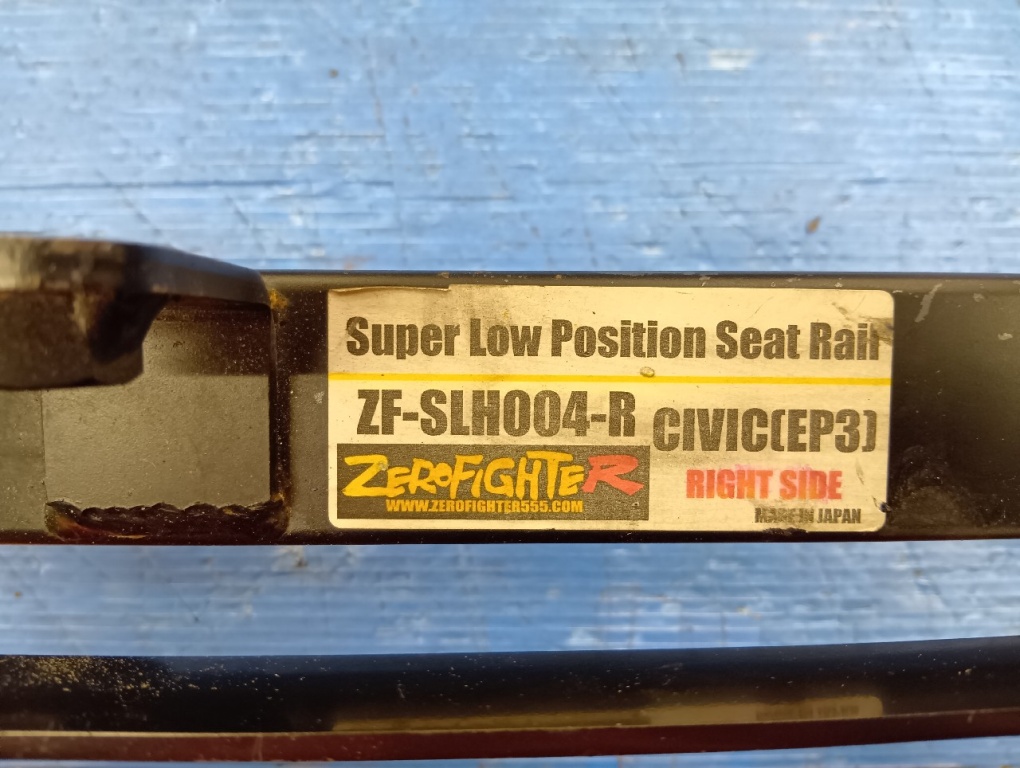 Super Low Position Seat Rail
ZF-SLH004-R CIVIC(EP3)
ZEROFIGHTER
RIGHT SIDE
WWW.ZEROFIGHTER555.COM
MADE IN JAPAN